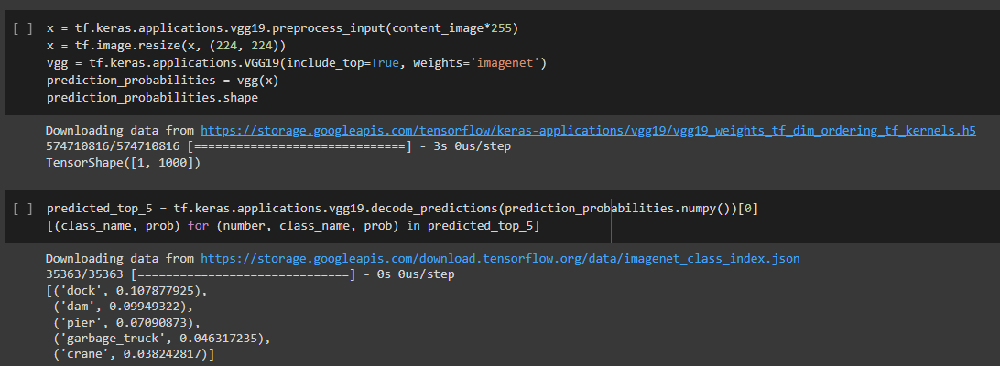 [ ] x = tf.keras.applications.vgg19.preprocess_input(content_image*255)
x = tf.image.resize(x, (224, 224))
vgg = tf.keras.applications.VGG19(include_top=True, weights='imagenet')
prediction_probabilities = vgg(x)
prediction_probabilities.shape
Downloading data from https://storage.googleapis.com/tensorflow/keras-applications/vgg19/vgg19_weights_tf_dim_ordering_tf_kernels.h5
574710816/574710816 [==============================] - 3s 0us/step
TensorShape([1, 1000])
[ ] predicted_top_5 = tf.keras.applications.vgg19.decode_predictions(prediction_probabilities.numpy())[0]
[(class_name, prob) for (number, class_name, prob) in predicted_top_5]
Downloading data from https://storage.googleapis.com/download.tensorflow.org/data/imagenet_class_index.json
35363/35363 [==============================] - 0s 0us/step
[('dock', 0.107877925),
('dam', 0.09949322),
('pier', 0.07090873),
('garbage_truck', 0.046317235),
('crane', 0.038242817)]